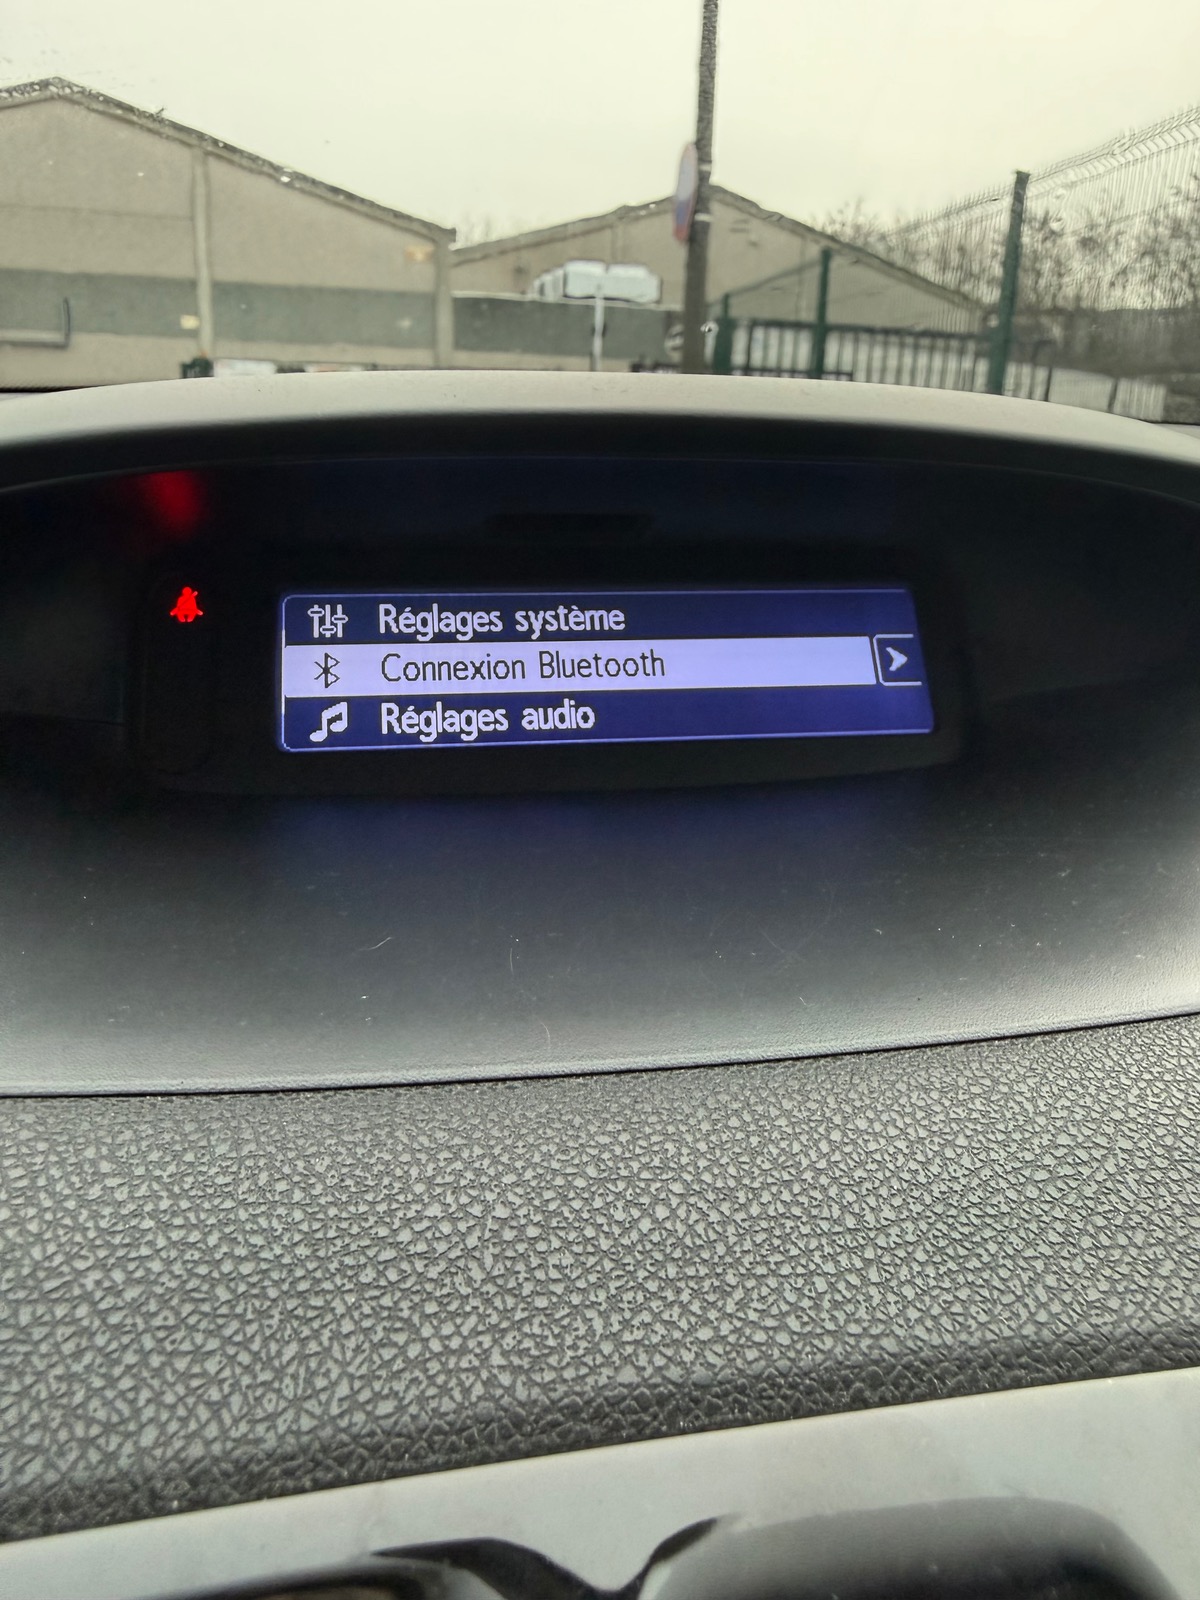 Réglages système
Connexion Bluetooth
Réglages audio